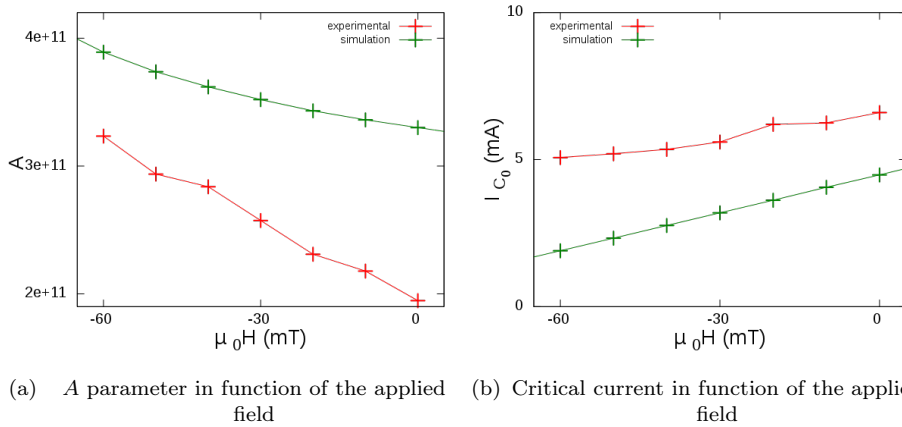 experimental
simulation
4e+11
3e+11
2e+11
A
-60
-30
0
μ 0H (mT)
(a) A parameter in function of the applied
field
experimental
simulation
10
5
0
I C0 (mA)
-60
-30
0
μ 0H (mT)
(b) Critical current in function of the applie
field